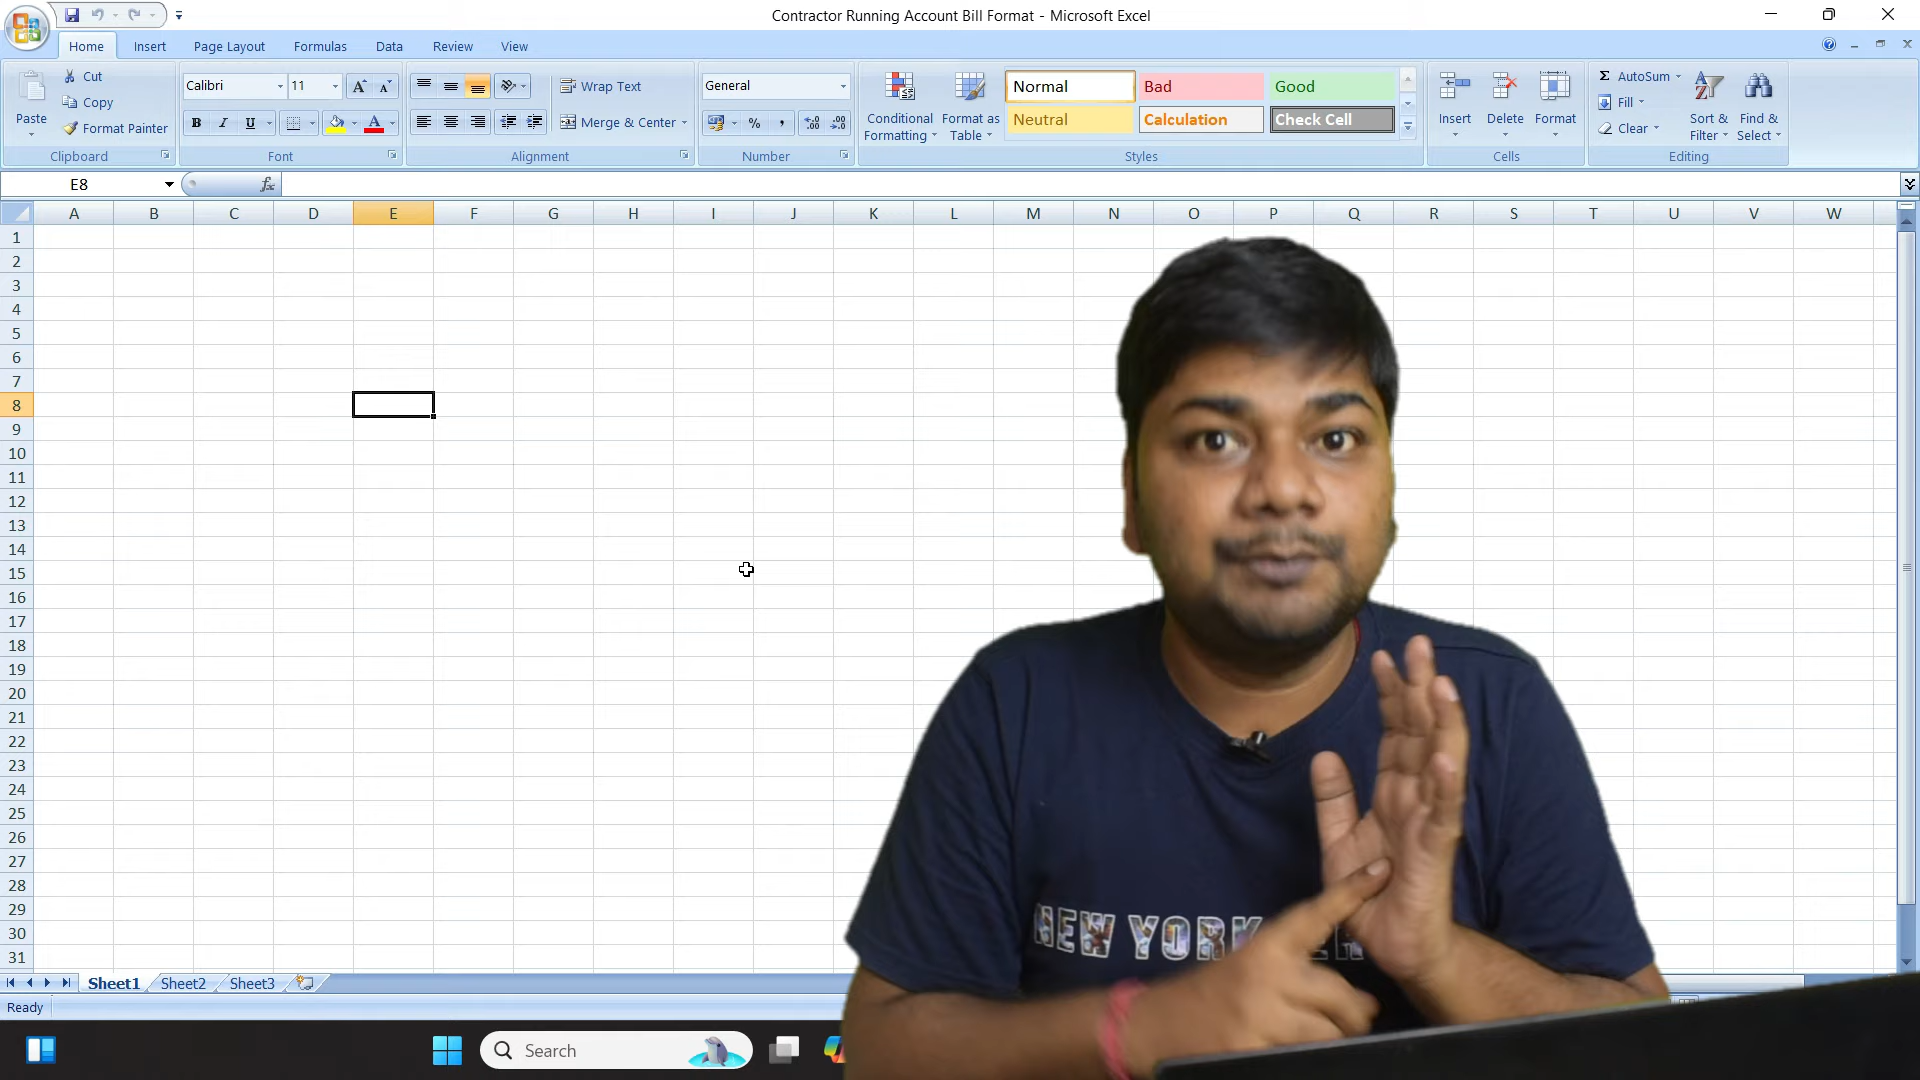 Contractor Running Account Bill Format - Microsoft Excel
Home Insert Page Layout Formulas Data Review View
Paste
Cut
Copy
Format Painter
Clipboard
Calibri 11
B I U
Font
Wrap Text
Merge & Center
Alignment
General
%
Number
Conditional Formatting
Format as Table
Normal Bad Good
Neutral Calculation Check Cell
Styles
Insert Delete Format
Cells
Σ AutoSum
Fill
Clear
Sort & Filter
Find & Select
Editing
E8 fx
A B C D E F G H I J K L M N O P Q R S T U V W
1
2
3
4
5
6
7
8
9
10
11
12
13
14
15
16
17
18
19
20
21
22
23
24
25
26
27
28
29
30
31
NEW YORK
Sheet1 Sheet2 Sheet3
Ready
Search